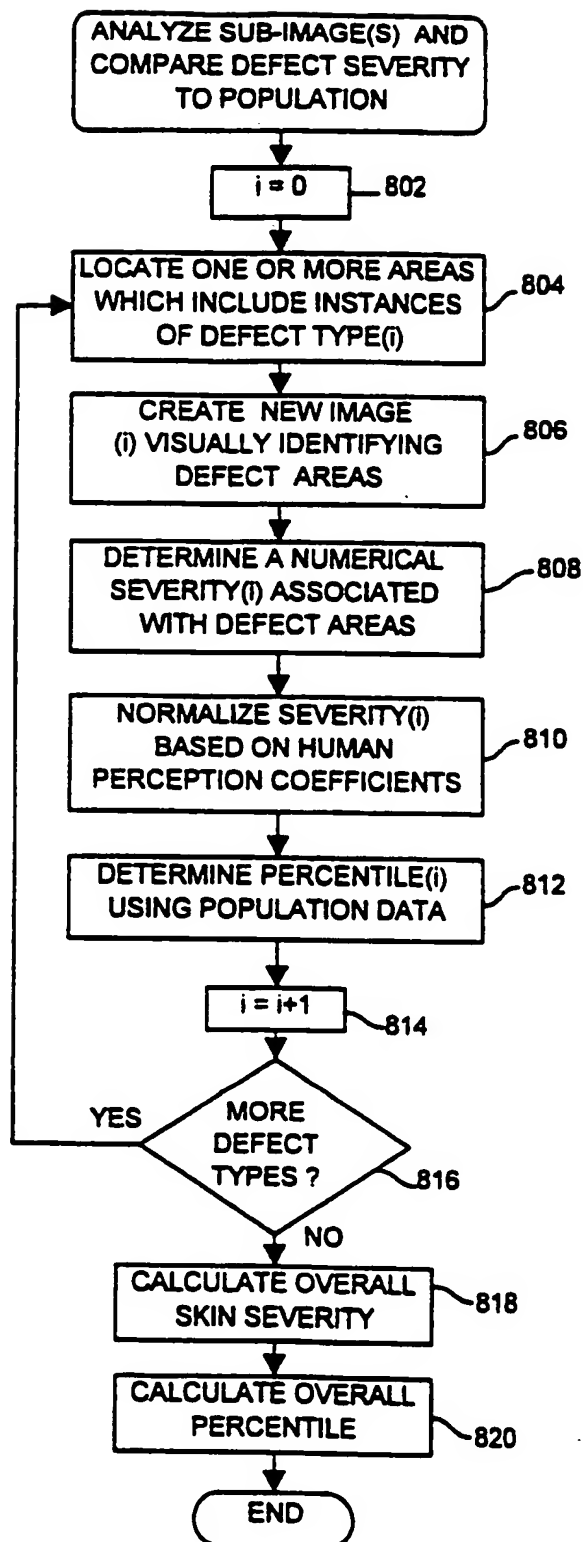 ANALYZE SUB-IMAGE(S) AND
COMPARE DEFECT SEVERITY
TO POPULATION
i = 0
802
LOCATE ONE OR MORE AREAS
WHICH INCLUDE INSTANCES
OF DEFECT TYPE(i)
804
CREATE NEW IMAGE
(i) VISUALLY IDENTIFYING
DEFECT AREAS
806
DETERMINE A NUMERICAL
SEVERITY(i) ASSOCIATED
WITH DEFECT AREAS
808
NORMALIZE SEVERITY(i)
BASED ON HUMAN
PERCEPTION COEFFICIENTS
810
DETERMINE PERCENTILE(i)
USING POPULATION DATA
812
i = i+1
814
YES
MORE
DEFECT
TYPES ?
816
NO
CALCULATE OVERALL
SKIN SEVERITY
818
CALCULATE OVERALL
PERCENTILE
820
END